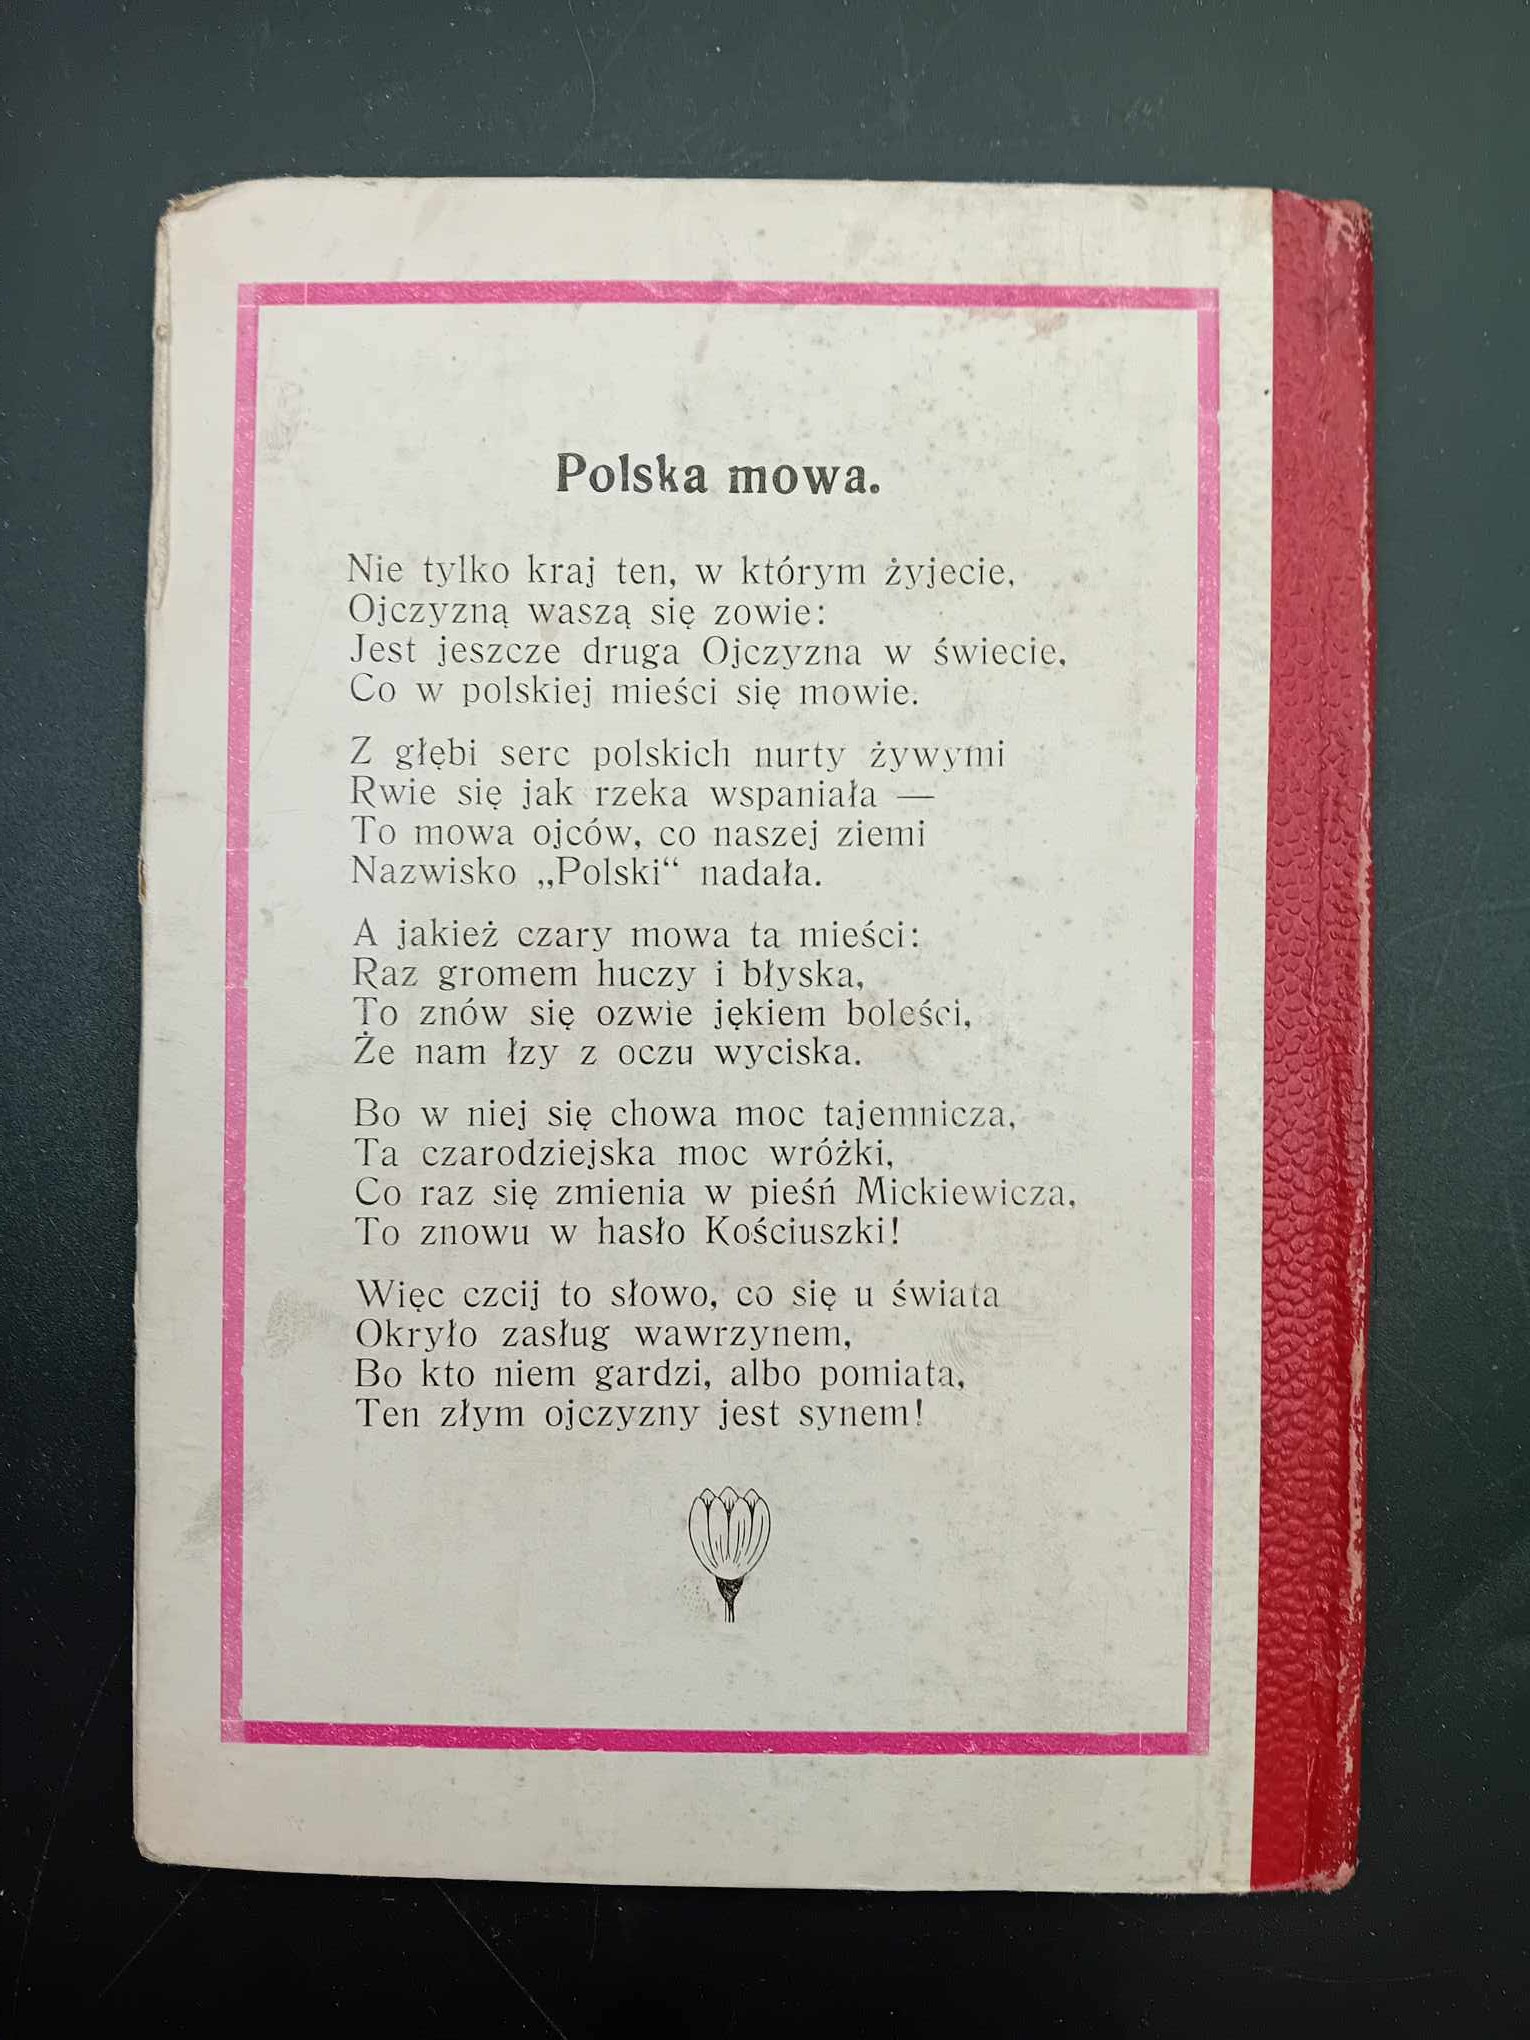 Polska mowa.
Nie tylko kraj ten, w którym żyjecie,
Ojczyzną waszą się zowie:
Jest jeszcze druga Ojczyzna w świecie,
Co w polskiej mieści się mowie.
Z głębi serc polskich nurty żywymi
Rwie się jak rzeka wspaniała —
To mowa ojców, co naszej ziemi
Nazwisko „Polski“ nadała.
A jakież czary mowa ta mieści:
Raz gromem huczy i błyska,
To znów się ozwie jękiem boleści,
Że nam łzy z oczu wyciska.
Bo w niej się chowa moc tajemnicza,
Ta czarodziejska moc wróżki,
Co raz się zmienia w pieśń Mickiewicza,
To znowu w hasło Kościuszki!
Więc czcij to słowo, co się u świata
Okryło zasług wawrzynem,
Bo kto niem gardzi, albo pomiata,
Ten złym ojczyzny jest synem!